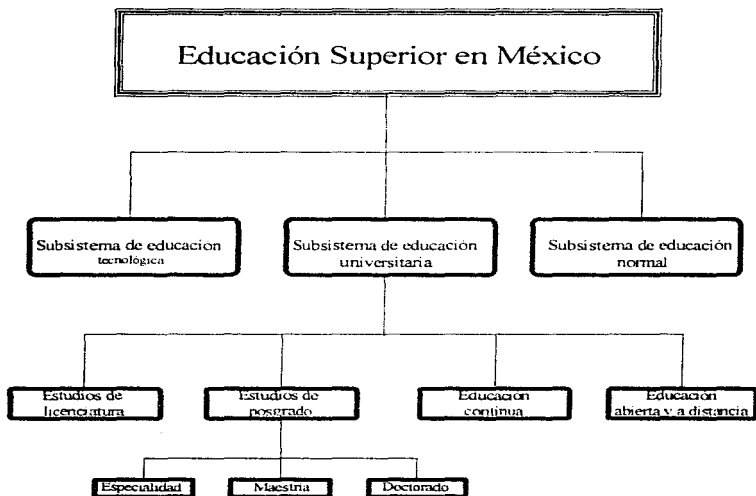 Educación Superior en México
Subsistema de educacion
tecnológica
Subsistema de educación
universitaria
Subsistema de educación
normal
Estudios de
licenciatura
Estudios de
posgrado
Educación
continua
Educación
abierta y a distancia
Especialidad
Maestria
Doctorado